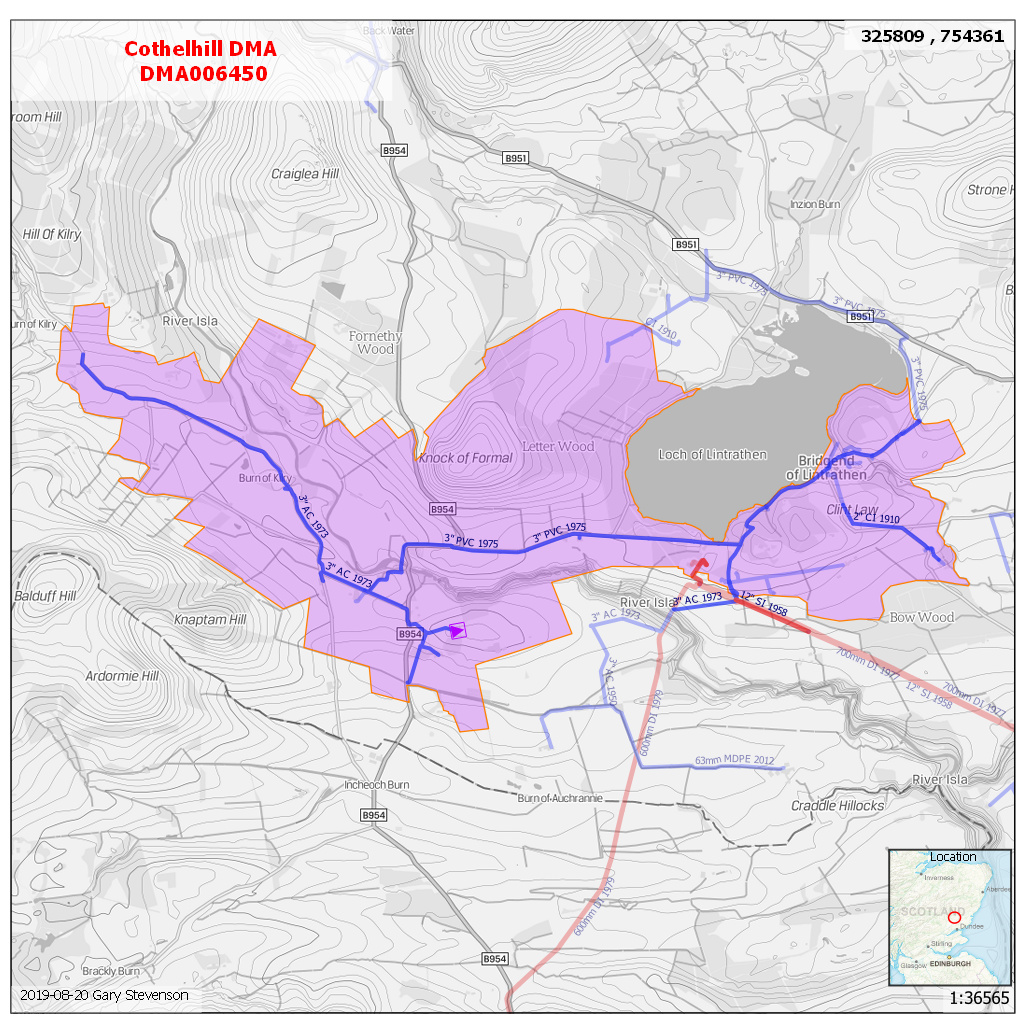 Cothelhill DMA
DMA006450
325809 , 754361
Back Water
room Hill
B954
B951
Craiglea Hill
Strone H
Inzion Burn
Hill Of Kilry
B951
3" PVC 1975
B
urn of Kilry
River Isla
3" PVC 1975
B951
CI 1910
Fornethy
Wood
3" PVC 1975
Letter Wood
Knock of Formal
Loch of Lintrathen
Bridgend
of Lintrathen
Burn of Kilry
3" AC 1973
B954
Clint Law
2" CI 1910
3" PVC 1975
3" PVC 1975
3" AC 1973
Balduff Hill
River Isla
3" AC 1973
12" SI 1958
Knaptam Hill
3" AC 1973
Bow Wood
B954
700mm DI 1977
Ardormie Hill
3" AC 1950
700mm DI 1977
12" SI 1958
600mm DI 1979
63mm MDPE 2012
River Isla
Incheoch Burn
Burn of Auchrannie
Craddle Hillocks
B954
Location
Inverness
Aberdee
SCOTLAND
Dundee
Stirling
Glasgow
EDINBURGH
600mm DI 1979
B954
Brackly Burn
2019-08-20 Gary Stevenson
1:36565